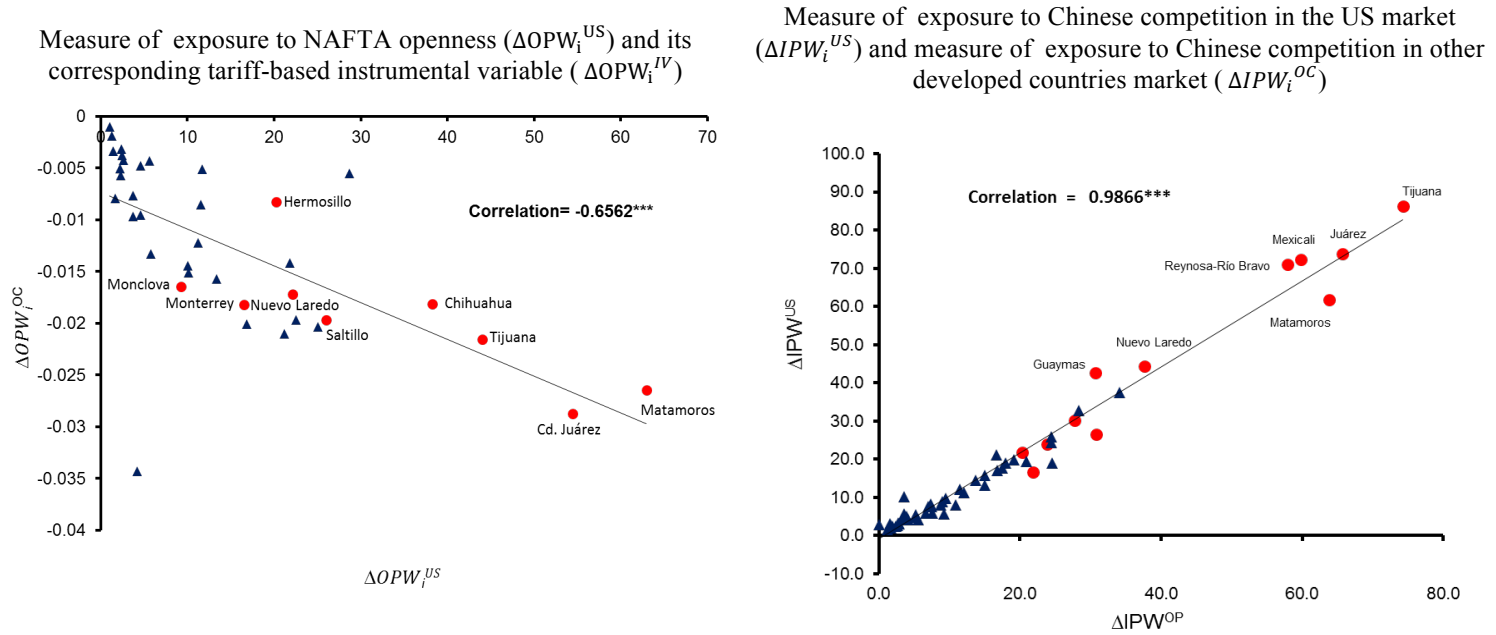 Measure of exposure to NAFTA openness (ΔOPWᵢᵁˢ) and its
corresponding tariff-based instrumental variable ( ΔOPWᵢᴵⱽ)
0
0
10
20
30
40
50
60
70
-0.005
-0.01
-0.015
-0.02
-0.025
-0.03
-0.035
-0.04
Hermosillo
Correlation= -0.6562***
Monclova
Monterrey
Nuevo Laredo
Chihuahua
Saltillo
Tijuana
Matamoros
Cd. Juárez
ΔOPWᵢᴼᶜ
ΔOPWᵢᵁˢ
Measure of exposure to Chinese competition in the US market
(ΔIPWᵢᵁˢ) and measure of exposure to Chinese competition in other
developed countries market ( ΔIPWᵢᴼᶜ)
100.0
90.0
80.0
70.0
60.0
50.0
40.0
30.0
20.0
10.0
0.0
-10.0
Correlation = 0.9866***
Tijuana
Mexicali
Juárez
Reynosa-Río Bravo
Matamoros
Nuevo Laredo
Guaymas
ΔIPWᵁˢ
0.0
20.0
40.0
60.0
80.0
ΔIPWᴼᴾ